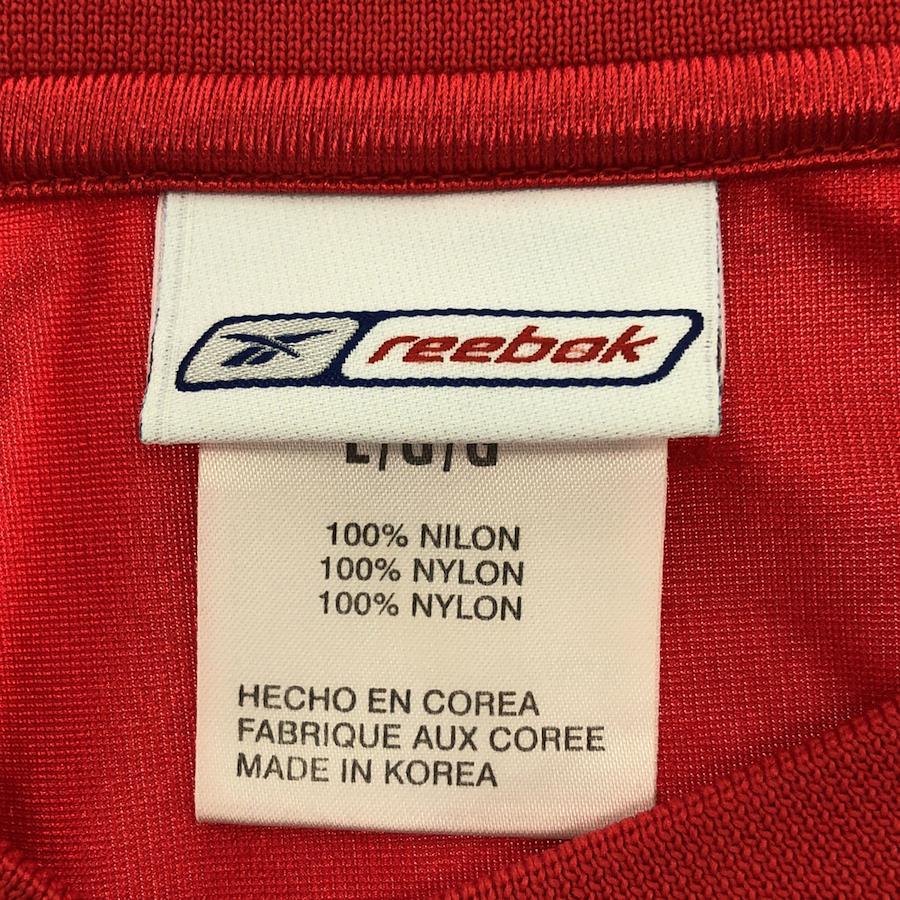 reebok
L/G/G
100% NILON
100% NYLON
100% NYLON
HECHO EN COREA
FABRIQUE AUX COREE
MADE IN KOREA